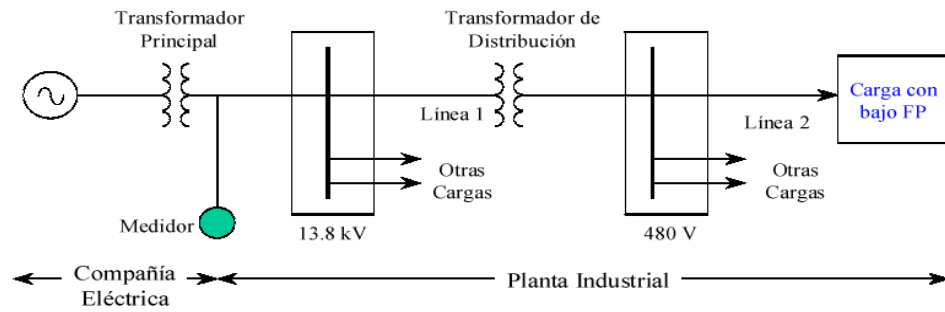 Transformador
Principal
Transformador de
Distribución
Línea 1
Línea 2
Carga con
bajo FP
Otras
Cargas
Otras
Cargas
Medidor
13.8 kV
480 V
Compañía
Eléctrica
Planta Industrial